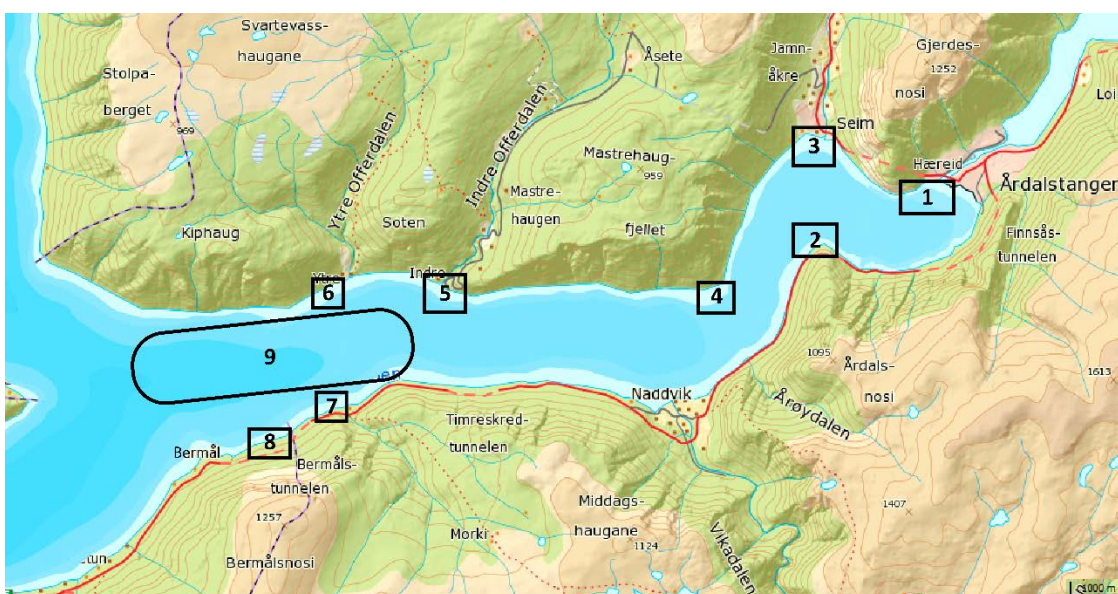 Svartevass-
haugane
Stolpa-
berget
969
Kiphaug
Ytre Offerdalen
Soten
Indre Offerdalen
Åsete
Mastrehaug-
959
fjellet
Mastre-
haugen
Jamn-
åkre
Gjerdes-
1252
nosi
Loi
Seim
Hæreid
Årdalstangen
Finnsås-
tunnelen
3
1
2
Ytre
Indre
6
5
4
9
7
8
1095
Årdals-
nosi
1613
Naddvik
Årøydalen
Timreskred-
tunnelen
Bermål
Bermåls-
tunnelen
1257
Bermålsnosi
Middags-
haugane
1124
Morki
Vikadalen
1407
1000 m